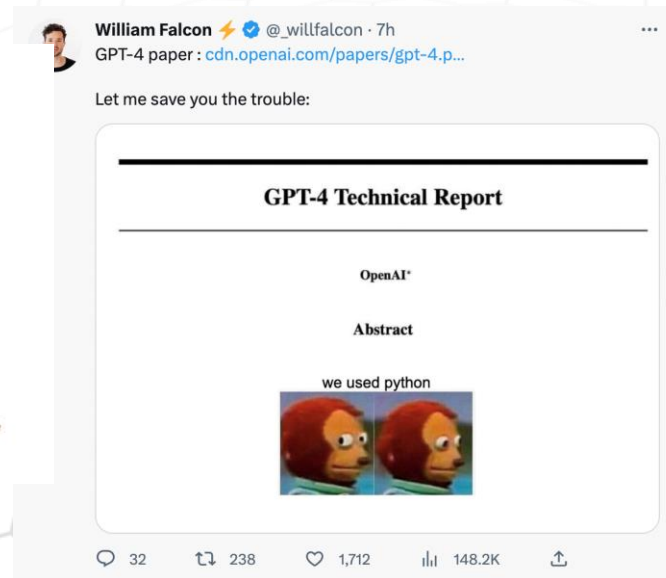 William Falcon ⚡ @_willfalcon · 7h
GPT-4 paper : cdn.openai.com/papers/gpt-4.p...
Let me save you the trouble:
GPT-4 Technical Report
OpenAI*
Abstract
we used python
32 238 1,712 148.2K